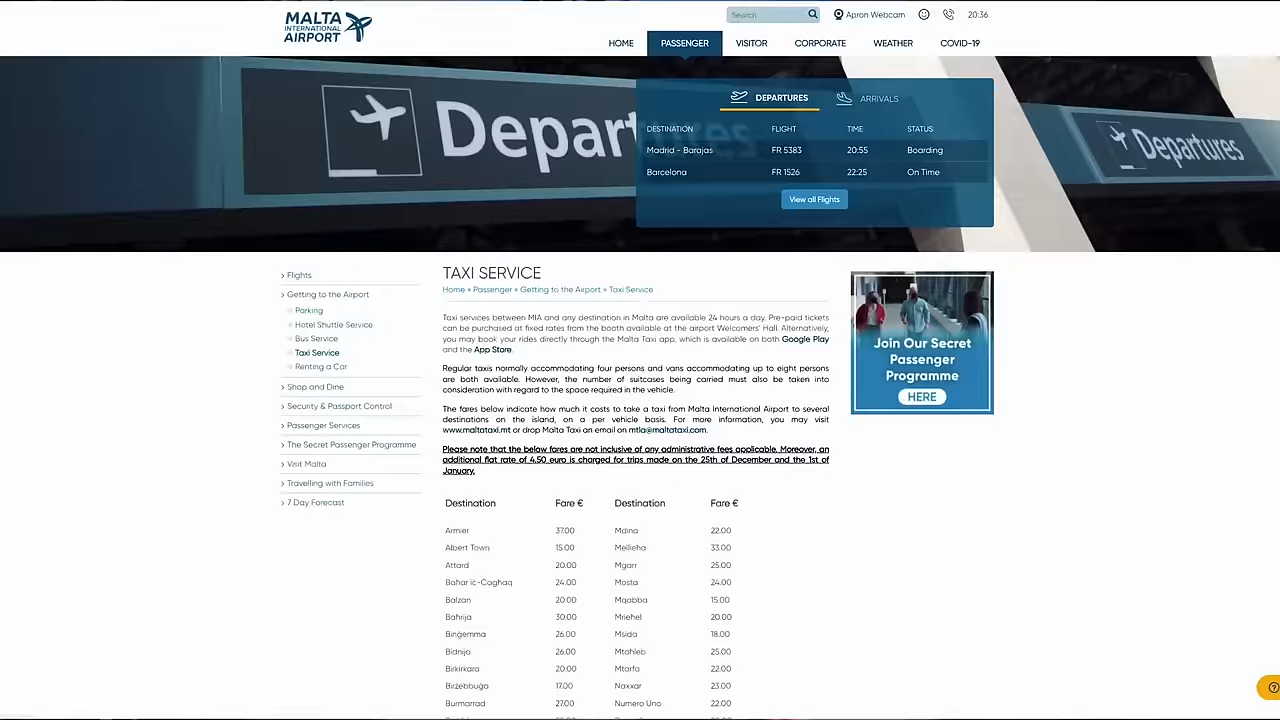 MALTA
INTERNATIONAL
AIRPORT
Search
Apron Webcam
20:36
HOME
PASSENGER
VISITOR
CORPORATE
WEATHER
COVID-19
Departures
DEPARTURES
ARRIVALS
DESTINATION FLIGHT TIME STATUS
Madrid - Barajas FR 5383 20:55 Boarding
Barcelona FR 1526 22:25 On Time
View all Flights
Departures
Flights
Getting to the Airport
Parking
Hotel Shuttle Service
Bus Service
Taxi Service
Renting a Car
Shop and Dine
Security & Passport Control
Passenger Services
The Secret Passenger Programme
Visit Malta
Travelling with Families
7 Day Forecast
TAXI SERVICE
Home » Passenger » Getting to the Airport » Taxi Service
Taxi services between MIA and any destination in Malta are available 24 hours a day. Pre-paid tickets
can be purchased at fixed rates from the booth available at the airport Welcomers' Hall. Alternatively,
you may book your rides directly through the Malta Taxi app, which is available on both Google Play
and the App Store.
Regular taxis normally accommodating four persons and vans accommodating up to eight persons
are both available. However, the number of suitcases being carried must also be taken into
consideration with regard to the space required in the vehicle.
The fares below indicate how much it costs to take a taxi from Malta International Airport to several
destinations on the island, on a per vehicle basis. For more information, you may visit
www.maltataxi.mt or drop Malta Taxi an email on mtla@maltataxi.com.
Please note that the below fares are not inclusive of any administrative fees applicable. Moreover, an
additional flat rate of 4.50 euro is charged for trips made on the 25th of December and the 1st of
January.
Destination Fare € Destination Fare €
Armier 37.00 Mdina 22.00
Albert Town 15.00 Mellieha 33.00
Attard 20.00 Mgarr 25.00
Bahar iċ-Caghaq 24.00 Mosta 24.00
Balzan 20.00 Mqabba 15.00
Bahrija 30.00 Mriehel 20.00
Binġemma 26.00 Msida 18.00
Bidnija 26.00 Mtahleb 25.00
Birkirkara 20.00 Mtarfa 22.00
Birżebbuga 17.00 Naxxar 23.00
Burmarrad 27.00 Numero Uno 22.00
Join Our Secret
Passenger
Programme
HERE